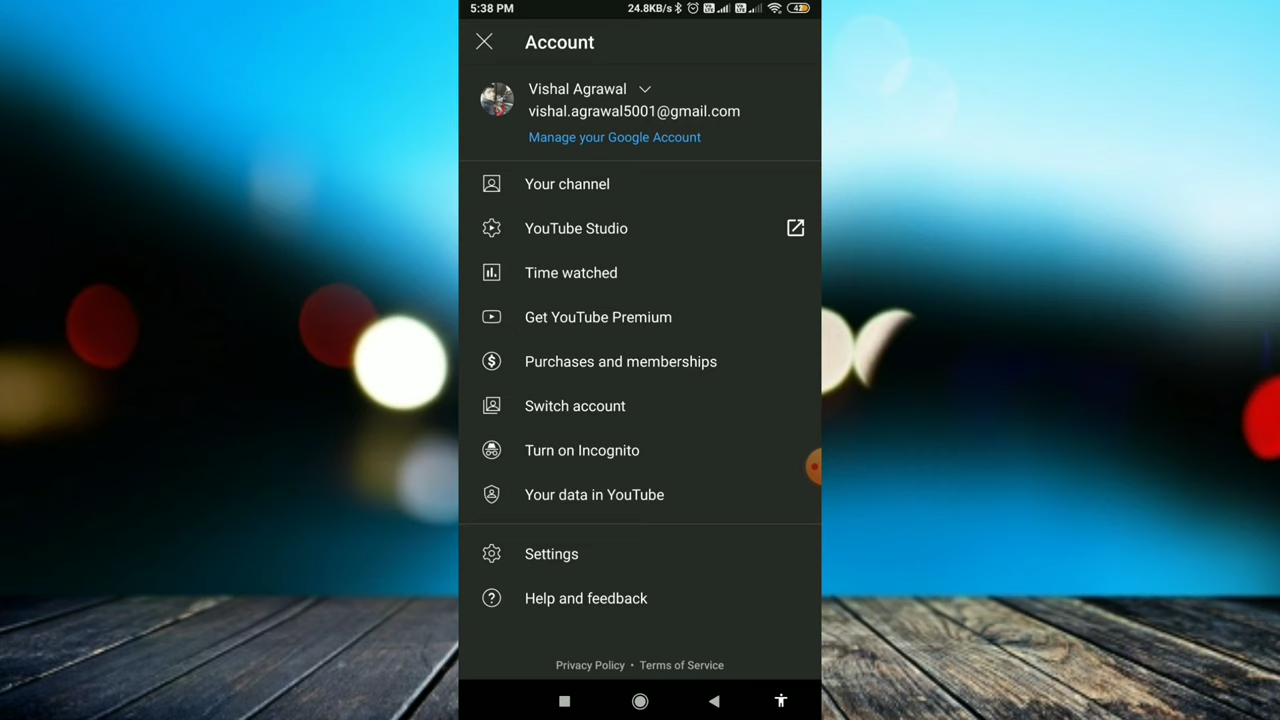 5:38 PM 24.8KB/s 42
Account
Vishal Agrawal
vishal.agrawal5001@gmail.com
Manage your Google Account
Your channel
YouTube Studio
Time watched
Get YouTube Premium
Purchases and memberships
Switch account
Turn on Incognito
Your data in YouTube
Settings
Help and feedback
Privacy Policy • Terms of Service